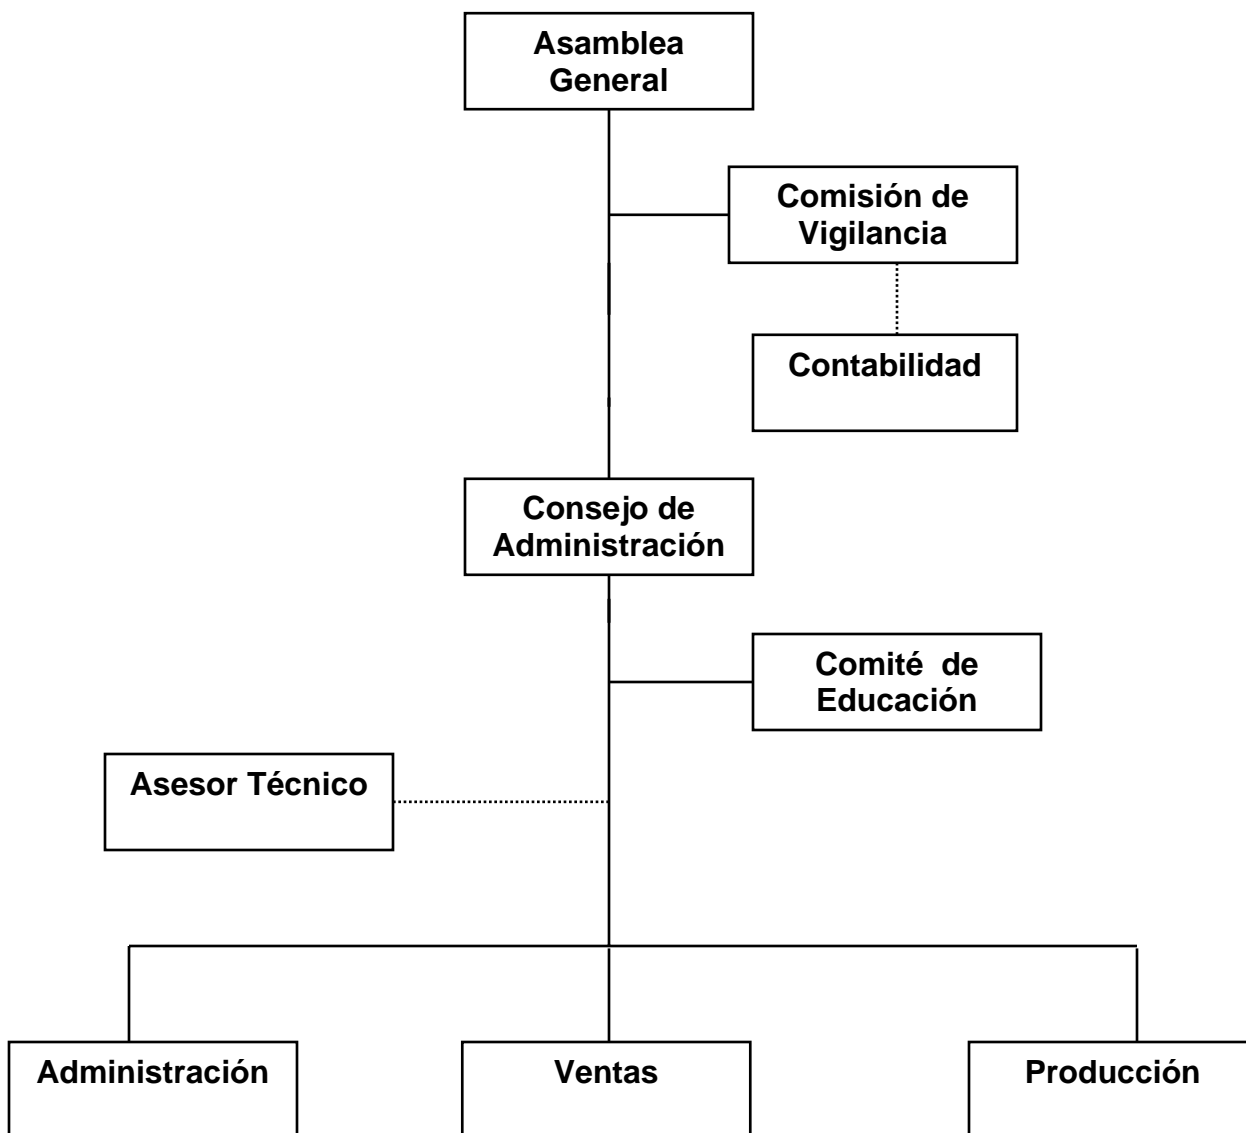 Asamblea
General
Comisión de
Vigilancia
Contabilidad
Consejo de
Administración
Comité  de
Educación
Asesor Técnico
Administración
Ventas
Producción